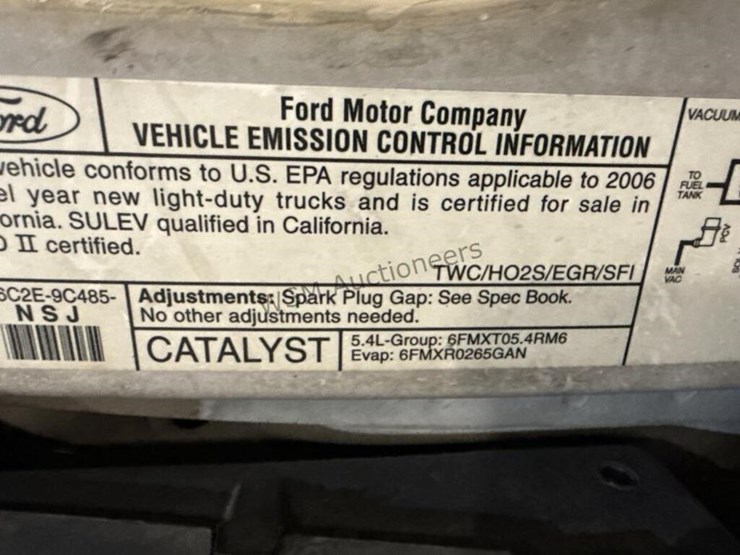 Ford Motor Company
VEHICLE EMISSION CONTROL INFORMATION
vehicle conforms to U.S. EPA regulations applicable to 2006
el year new light-duty trucks and is certified for sale in
ornia. SULEV qualified in California.
II certified.
TWC/HO2S/EGR/SFI
6C2E-9C485-
N S J
Adjustments: Spark Plug Gap: See Spec Book.
No other adjustments needed.
CATALYST
5.4L-Group: 6FMXT05.4RM6
Evap: 6FMXR0265GAN
VACUUM
TO
FUEL
TANK
PCV
MAN
VAC
WSM Auctioneers